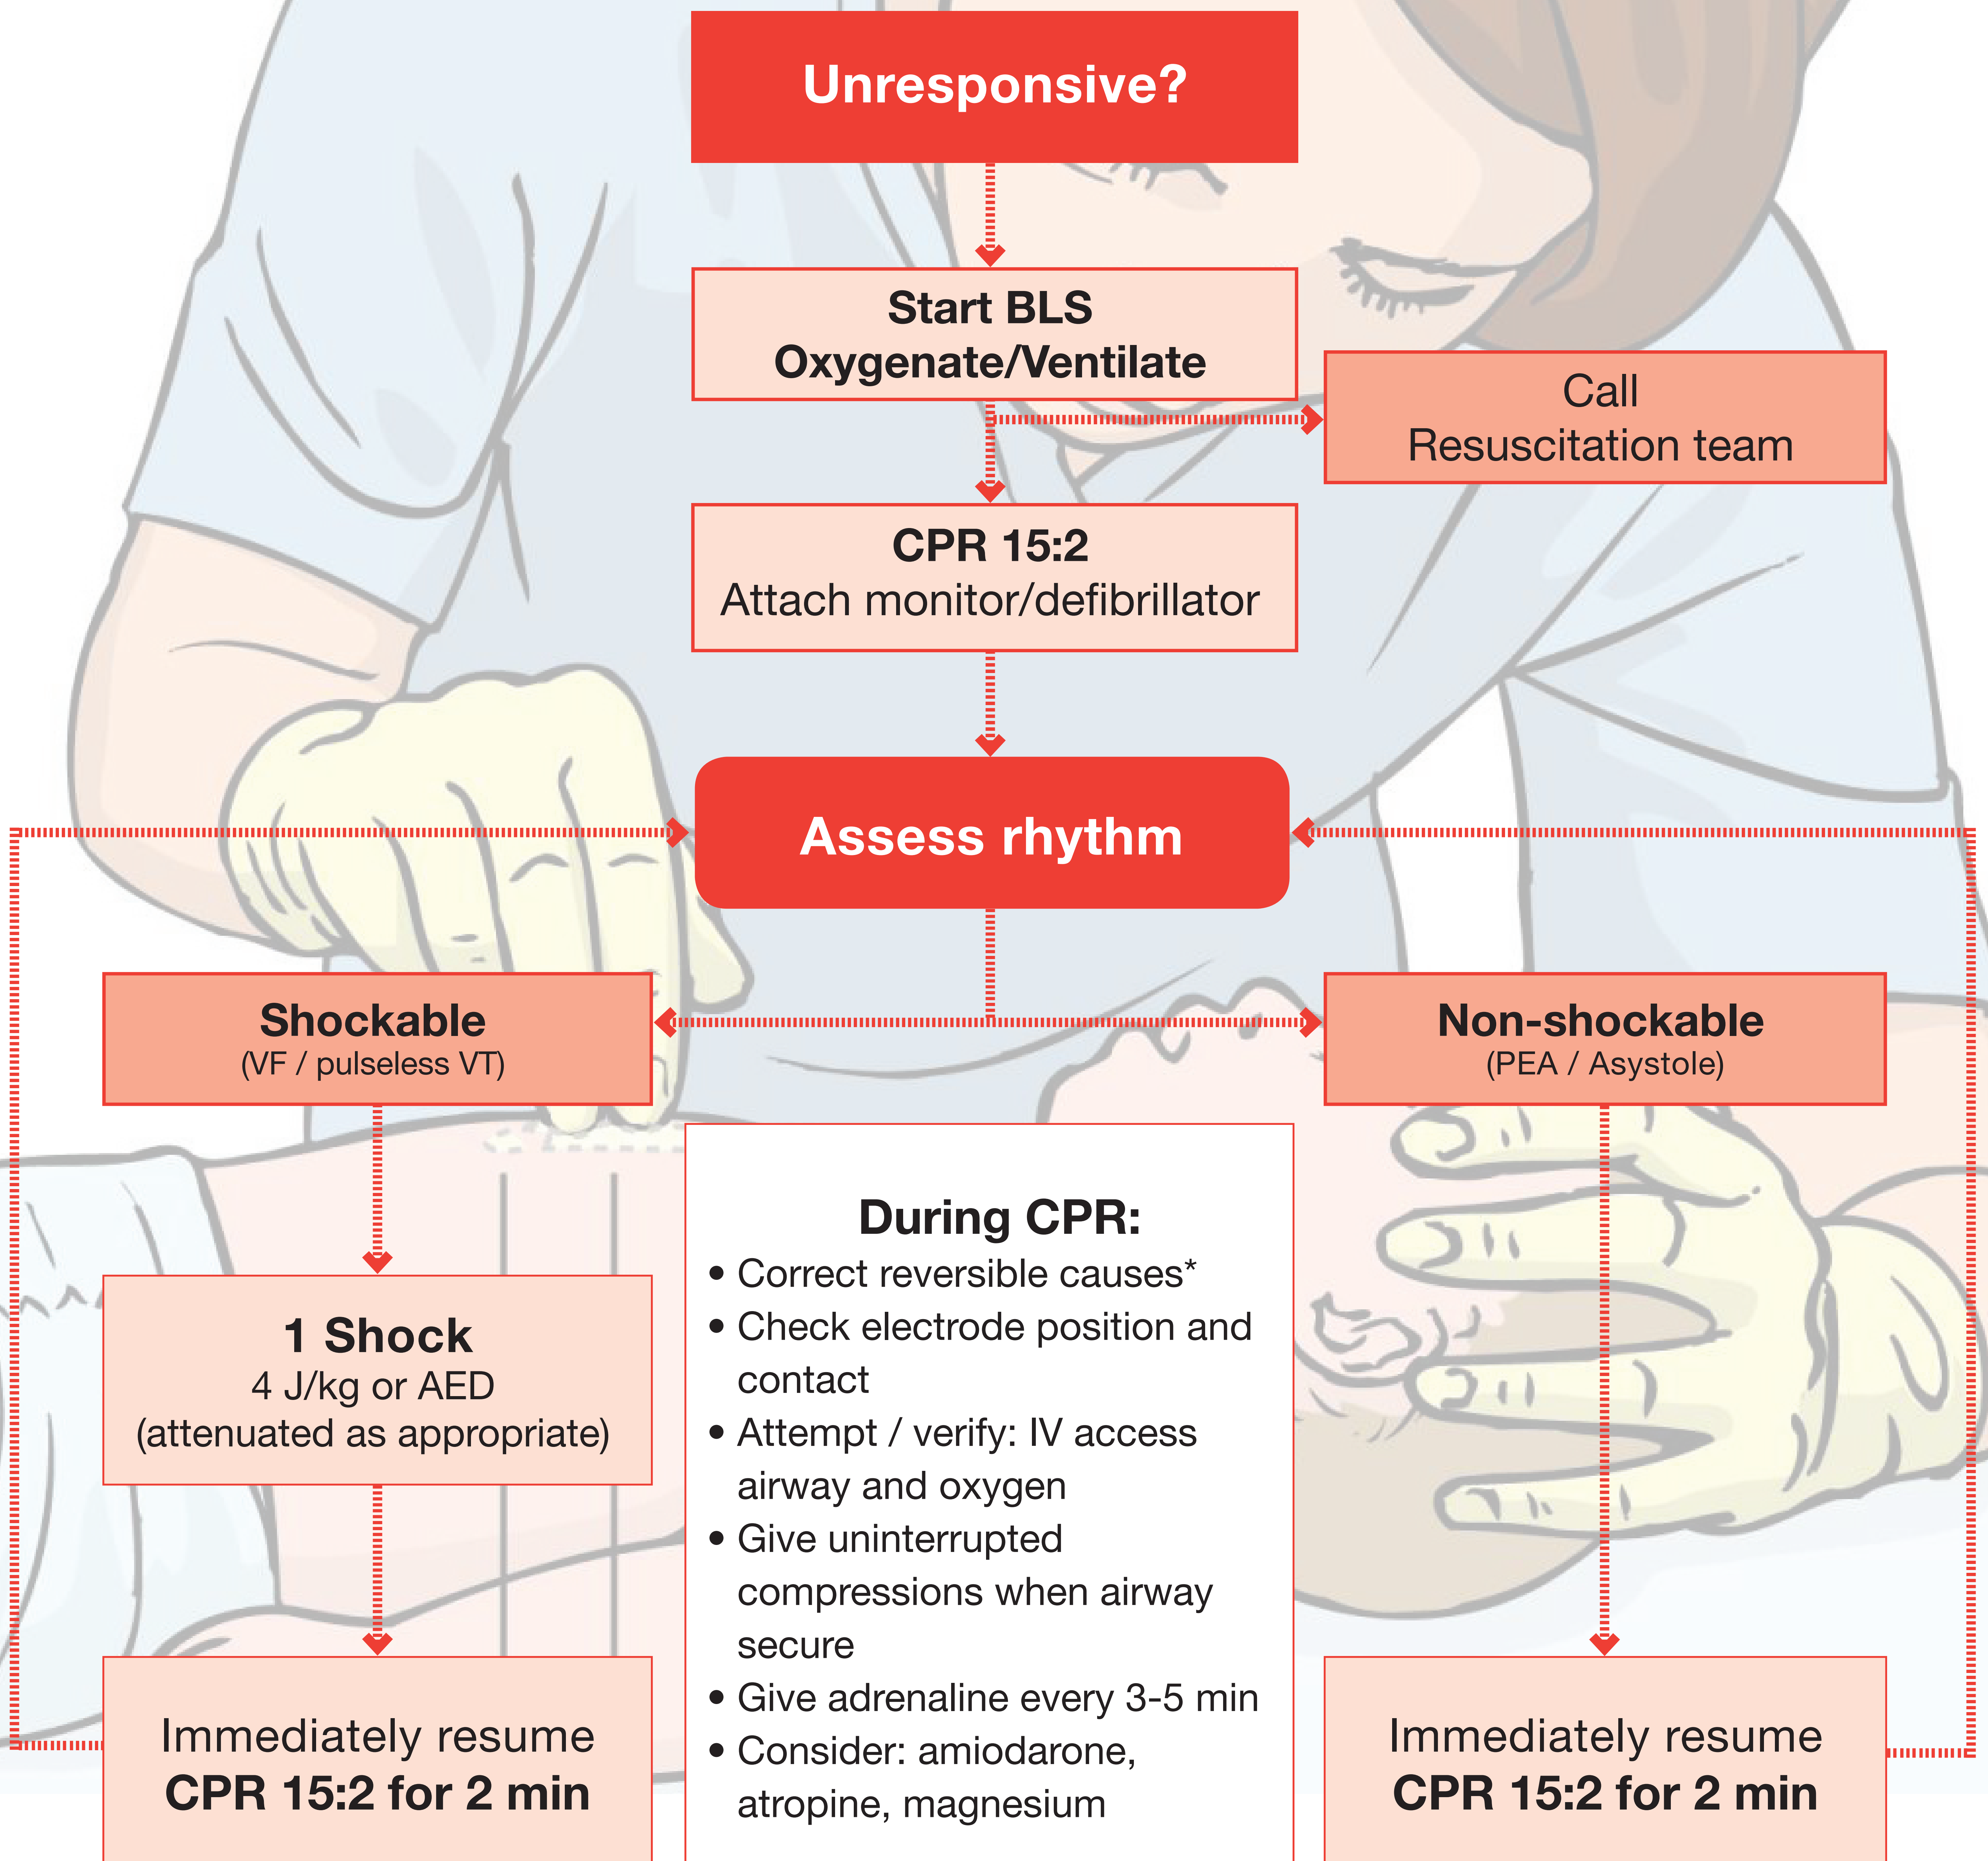 Unresponsive?
Start BLS
Oxygenate/Ventilate
Call
Resuscitation team
CPR 15:2
Attach monitor/defibrillator
Assess rhythm
Shockable
(VF / pulseless VT)
Non-shockable
(PEA / Asystole)
1 Shock
4 J/kg or AED
(attenuated as appropriate)
Immediately resume
CPR 15:2 for 2 min
During CPR:
• Correct reversible causes*
• Check electrode position and
contact
• Attempt / verify: IV access
airway and oxygen
• Give uninterrupted
compressions when airway
secure
• Give adrenaline every 3-5 min
• Consider: amiodarone,
atropine, magnesium
Immediately resume
CPR 15:2 for 2 min